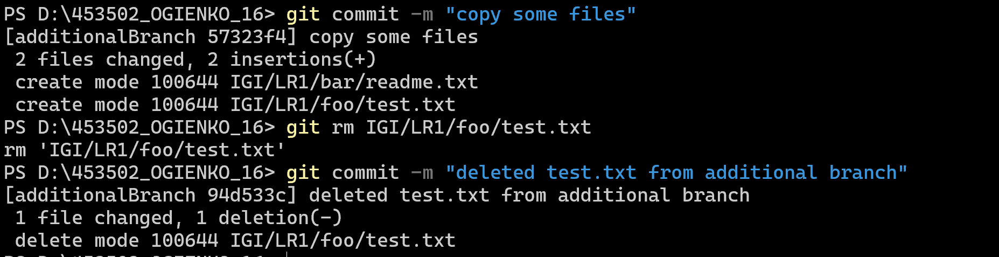 PS D:\453502_OGIENKO_16> git commit -m "copy some files"
[additionalBranch 57323f4] copy some files
 2 files changed, 2 insertions(+)
 create mode 100644 IGI/LR1/bar/readme.txt
 create mode 100644 IGI/LR1/foo/test.txt
PS D:\453502_OGIENKO_16> git rm IGI/LR1/foo/test.txt
rm 'IGI/LR1/foo/test.txt'
PS D:\453502_OGIENKO_16> git commit -m "deleted test.txt from additional branch"
[additionalBranch 94d533c] deleted test.txt from additional branch
 1 file changed, 1 deletion(-)
 delete mode 100644 IGI/LR1/foo/test.txt